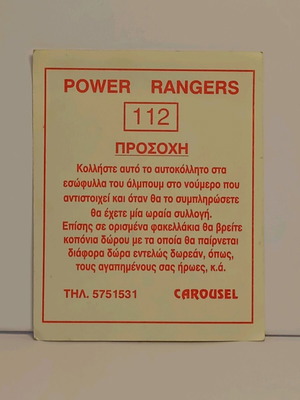 POWER RANGERS
112
ΠΡΟΣΟΧΗ
Κολλήστε αυτό το αυτοκόλλητο στα
εσώφυλλα του άλμπουμ στο νούμερο που
αντιστοιχεί και όταν θα το συμπληρώσετε
θα έχετε μία ωραία συλλογή.
Επίσης σε ορισμένα φακελλάκια θα βρείτε
κοπόνια δώρου με τα οποία θα παίρνεται
διάφορα δώρα εντελώς δωρεάν, όπως,
τους αγαπημένους σας ήρωες, κ.ά.
ΤΗΛ. 5751531 CAROUSEL